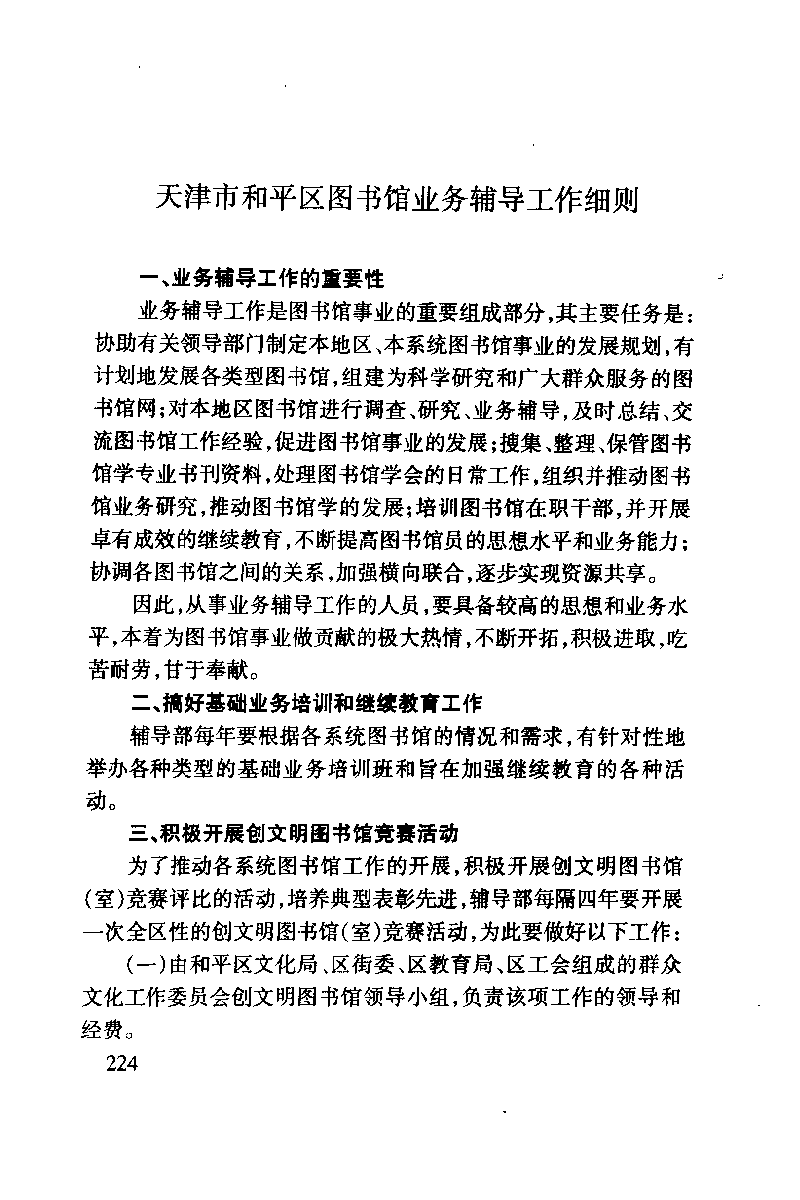 天津市和平区图书馆业务辅导工作细则
一、业务辅导工作的重要性
业务辅导工作是图书馆事业的重要组成部分,其主要任务是:
协助有关领导部门制定本地区、本系统图书馆事业的发展规划,有
计划地发展各类型图书馆,组建为科学研究和广大群众服务的图
书馆网;对本地区图书馆进行调查、研究、业务辅导,及时总结、交
流图书馆工作经验,促进图书馆事业的发展;搜集、整理、保管图书
馆学专业书刊资料,处理图书馆学会的日常工作,组织并推动图书
馆业务研究,推动图书馆学的发展;培训图书馆在职干部,并开展
卓有成效的继续教育,不断提高图书馆员的思想水平和业务能力;
协调各图书馆之间的关系,加强横向联合,逐步实现资源共享。
因此,从事业务辅导工作的人员,要具备较高的思想和业务水
平,本着为图书馆事业做贡献的极大热情,不断开拓,积极进取,吃
苦耐劳,甘于奉献。
二、搞好基础业务培训和继续教育工作
辅导部每年要根据各系统图书馆的情况和需求,有针对性地
举办各种类型的基础业务培训班和旨在加强继续教育的各种活
动。
三、积极开展创文明图书馆竞赛活动
为了推动各系统图书馆工作的开展,积极开展创文明图书馆
(室)竞赛评比的活动,培养典型表彰先进,辅导部每隔四年要开展
一次全区性的创文明图书馆(室)竞赛活动,为此要做好以下工作:
(一)由和平区文化局、区街委、区教育局、区工会组成的群众
文化工作委员会创文明图书馆领导小组,负责该项工作的领导和
经费。
224